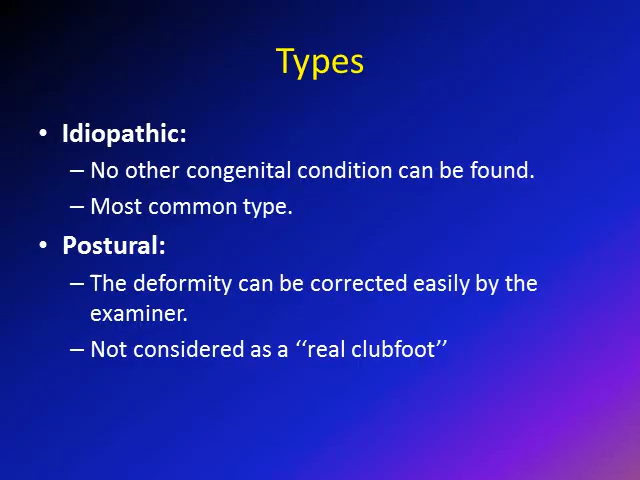 Types
• Idiopathic:
– No other congenital condition can be found.
– Most common type.
• Postural:
– The deformity can be corrected easily by the
examiner.
– Not considered as a ‘‘real clubfoot’’